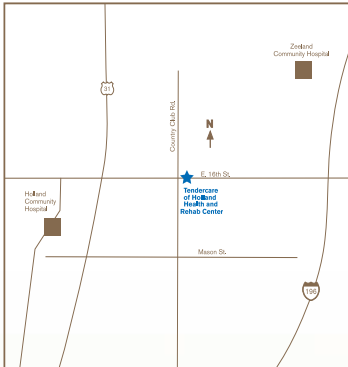 Zeeland
Community Hospital
31
Country Club Rd.
N
E. 16th St.
Tendercare
of Holland
Health and
Rehab Center
Holland
Community
Hospital
Mason St.
196